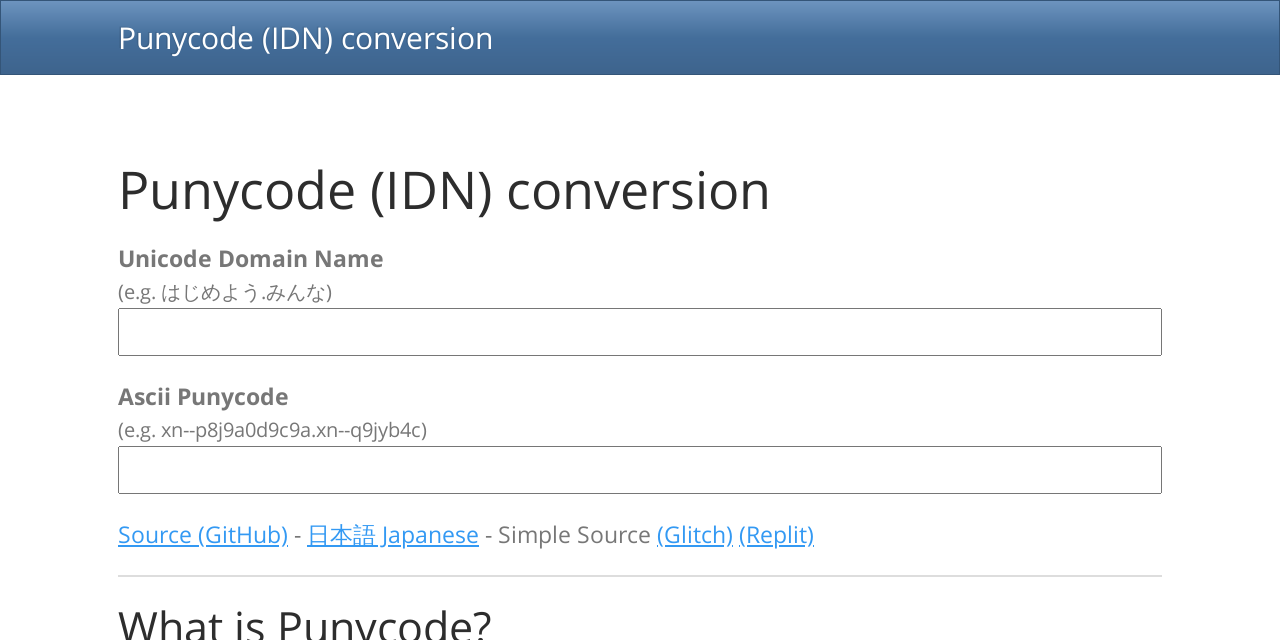 Punycode (IDN) conversion
Punycode (IDN) conversion
Unicode Domain Name
(e.g. はじめよう.みんな)
Ascii Punycode
(e.g. xn--p8j9a0d9c9a.xn--q9jyb4c)
Source (GitHub) - 日本語 Japanese - Simple Source (Glitch) (Replit)
What is Punycode?